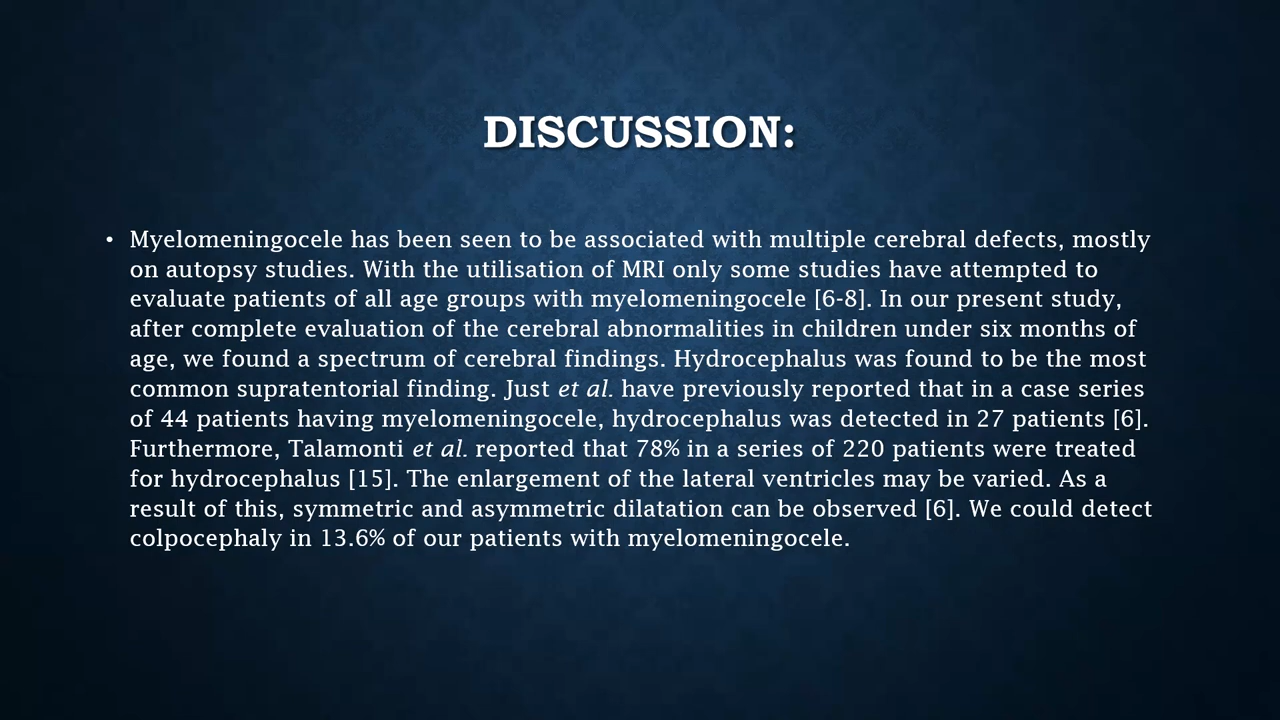 DISCUSSION:
• Myelomeningocele has been seen to be associated with multiple cerebral defects, mostly
on autopsy studies. With the utilisation of MRI only some studies have attempted to
evaluate patients of all age groups with myelomeningocele [6-8]. In our present study,
after complete evaluation of the cerebral abnormalities in children under six months of
age, we found a spectrum of cerebral findings. Hydrocephalus was found to be the most
common supratentorial finding. Just et al. have previously reported that in a case series
of 44 patients having myelomeningocele, hydrocephalus was detected in 27 patients [6].
Furthermore, Talamonti et al. reported that 78% in a series of 220 patients were treated
for hydrocephalus [15]. The enlargement of the lateral ventricles may be varied. As a
result of this, symmetric and asymmetric dilatation can be observed [6]. We could detect
colpocephaly in 13.6% of our patients with myelomeningocele.